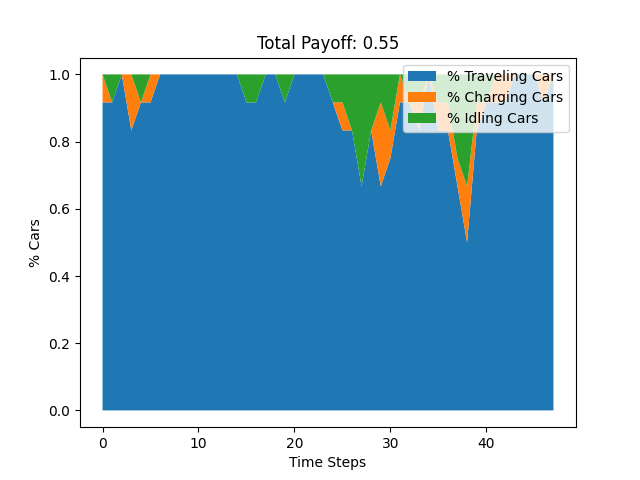 Total Payoff: 0.55
1.0
0.8
0.6
0.4
0.2
0.0
% Cars
% Traveling Cars
% Charging Cars
% Idling Cars
0 10 20 30 40
Time Steps